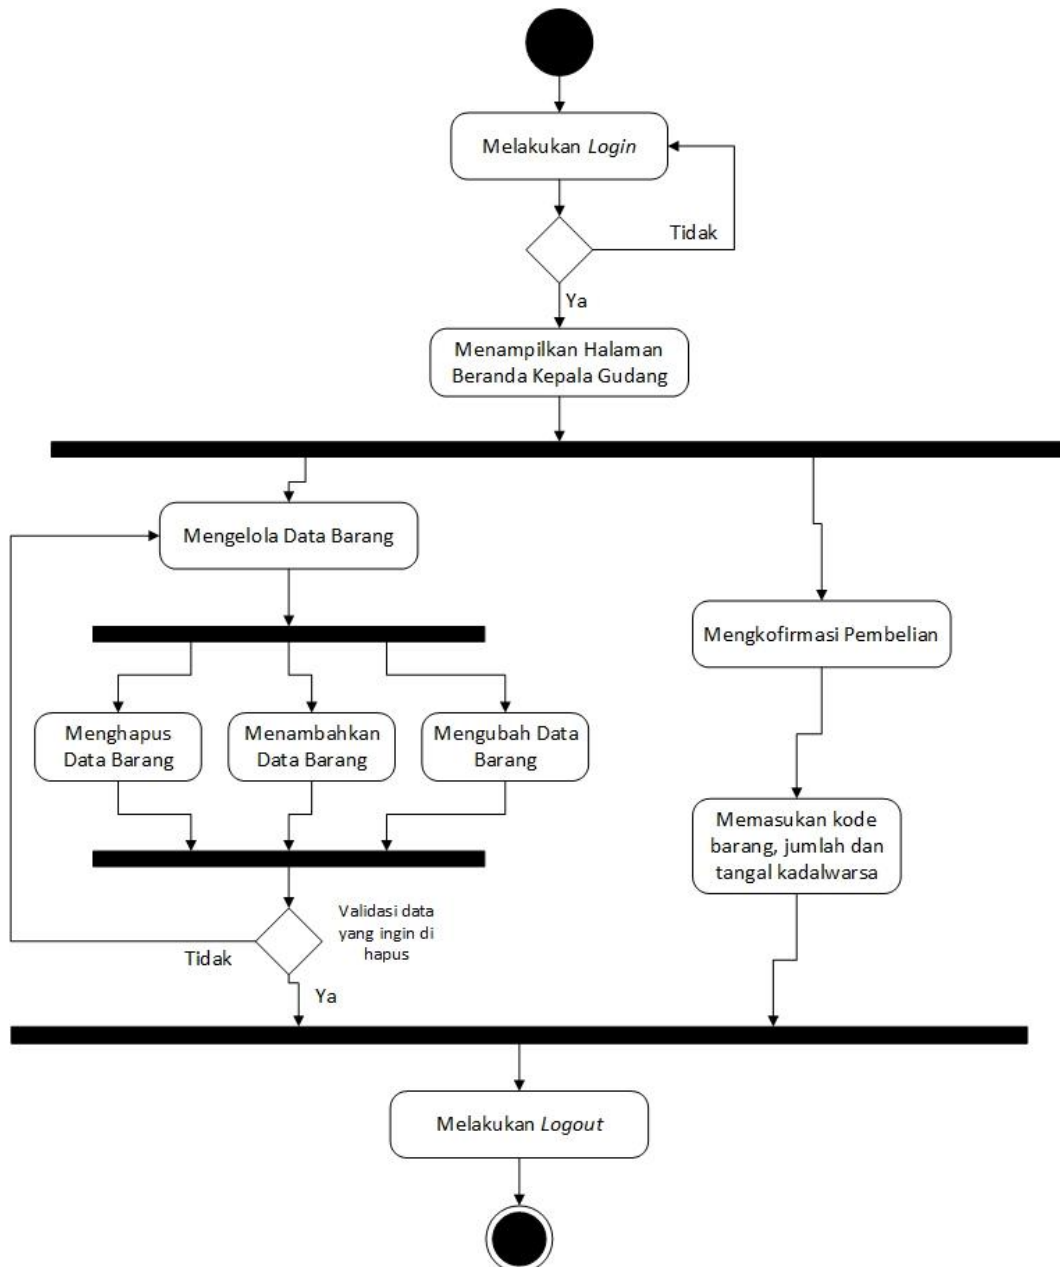 Melakukan Login
Tidak
Ya
Menampilkan Halaman
Beranda Kepala Gudang
Mengelola Data Barang
Mengkofirmasi Pembelian
Menghapus
Data Barang
Menambahkan
Data Barang
Mengubah Data
Barang
Memasukan kode
barang, jumlah dan
tangal kadalwarsa
Validasi data
yang ingin di
hapus
Tidak
Ya
Melakukan Logout